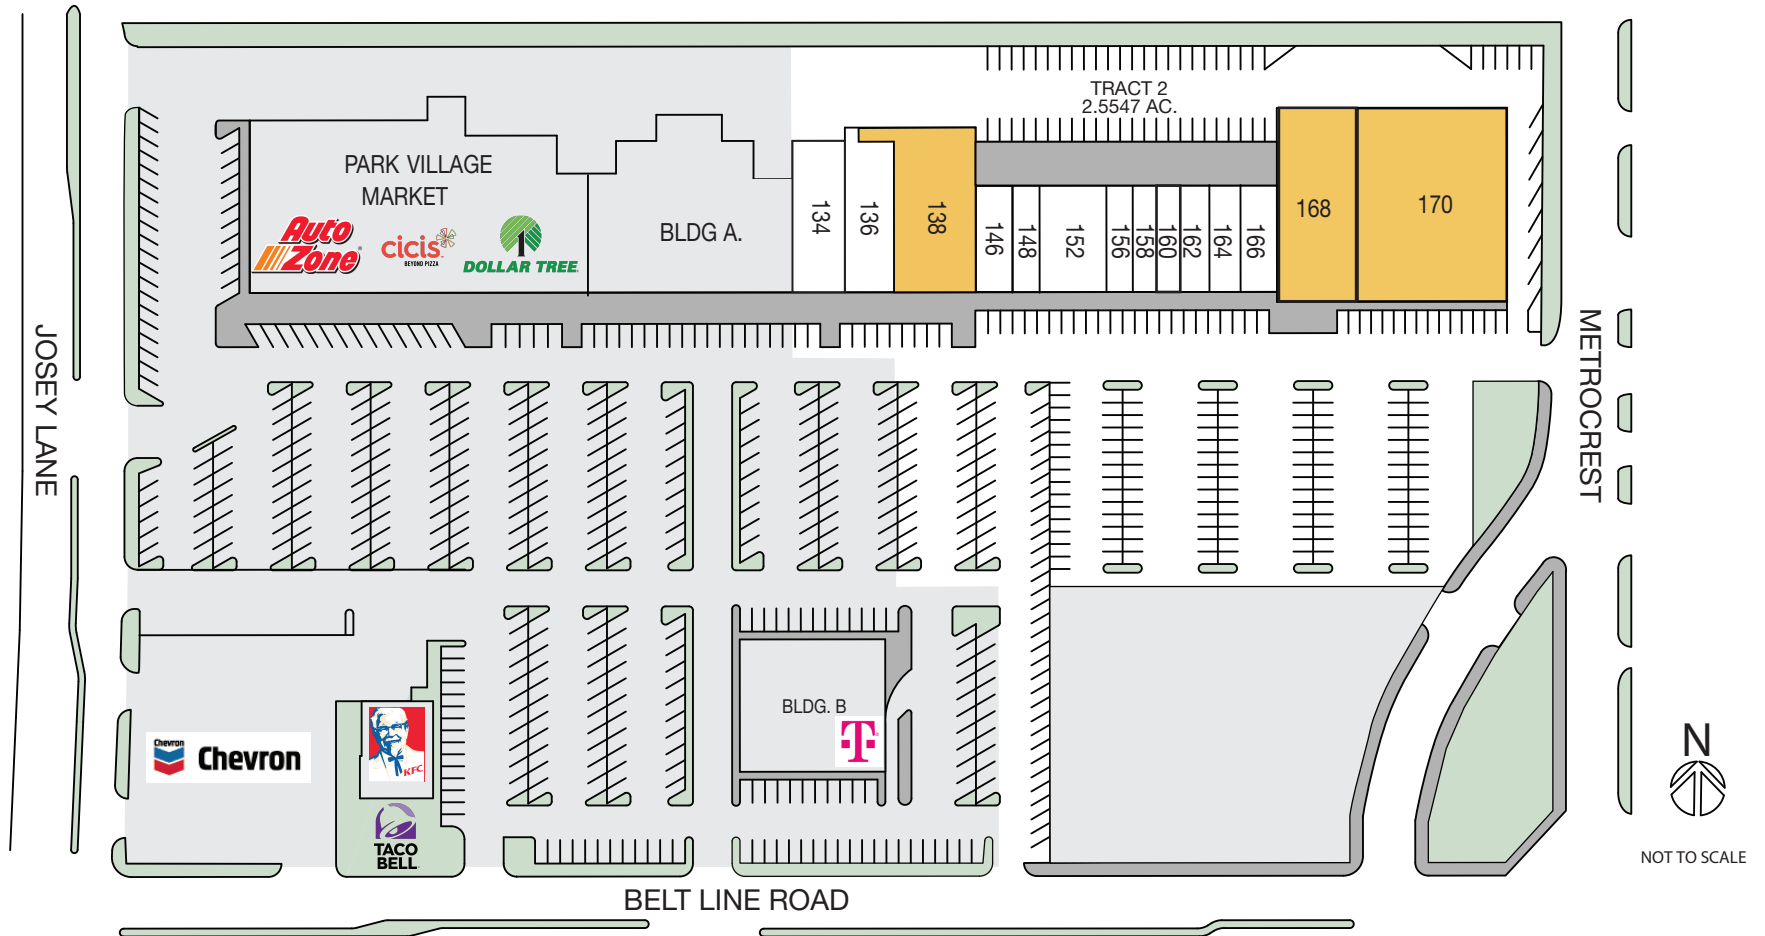 TRACT 2
2.5547 AC.
PARK VILLAGE
MARKET
Auto
Zone
cicis
BEYOND PIZZA
DOLLAR TREE
BLDG A.
134
136
138
146
148
152
156
158
160
162
164
166
168
170
JOSEY LANE
METROCREST
BLDG. B
T
Chevron
Chevron
KFC
TACO
BELL
N
NOT TO SCALE
BELT LINE ROAD